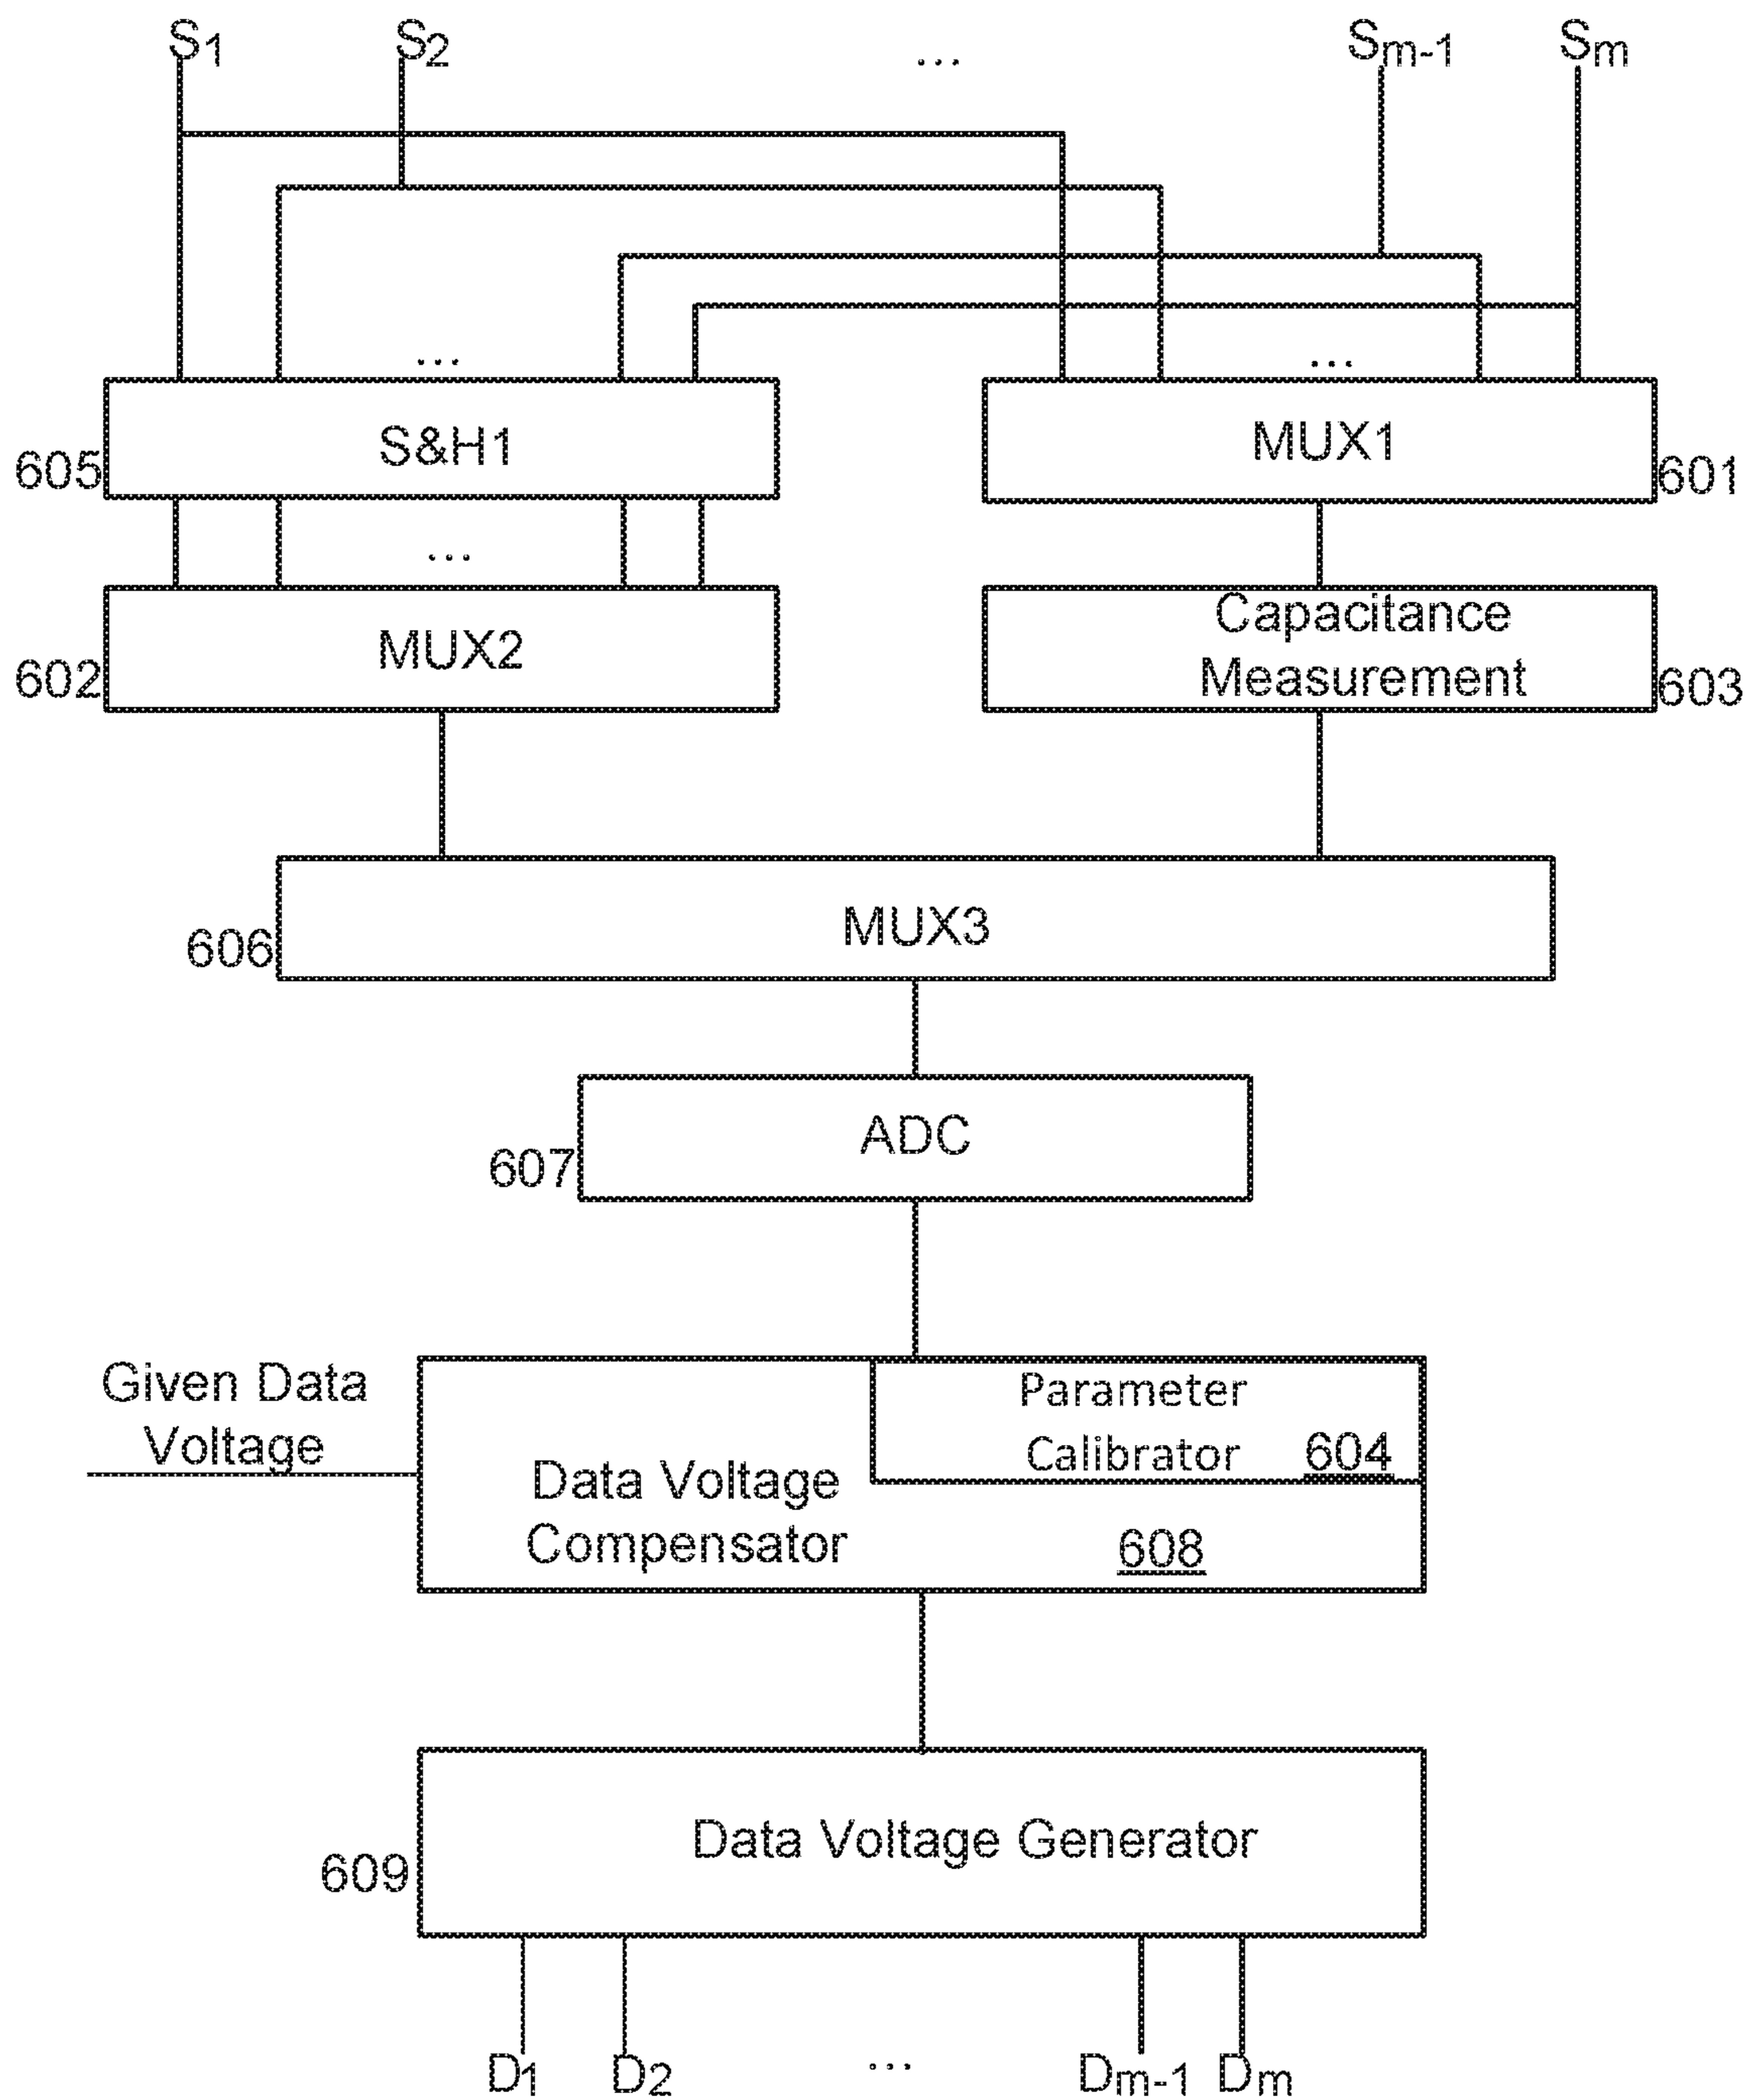 S1 S2 ... Sm-1 Sm
... ...
S&H1 MUX1
605 601
...
MUX2 Capacitance
Measurement
602 603
MUX3
606
ADC
607
Given Data
Voltage
Parameter
Calibrator 604
Data Voltage
Compensator 608
Data Voltage Generator
609
D1 D2 ... Dm-1 Dm